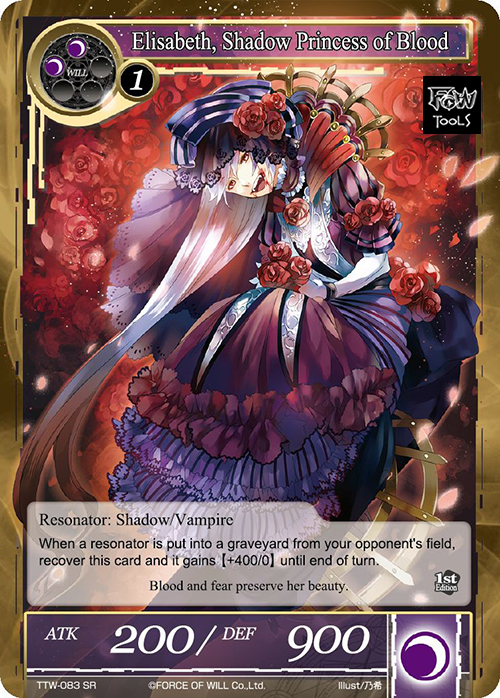 Elisabeth, Shadow Princess of Blood
WILL
1
FOW
TOOLS
Resonator: Shadow/Vampire
When a resonator is put into a graveyard from your opponent's field,
recover this card and it gains [+400/0] until end of turn.
Blood and fear preserve her beauty.
1st
Edition
ATK 200/ DEF 900
TTW-083 SR ©FORCE OF WILL Co.,Ltd. Illust/乃希